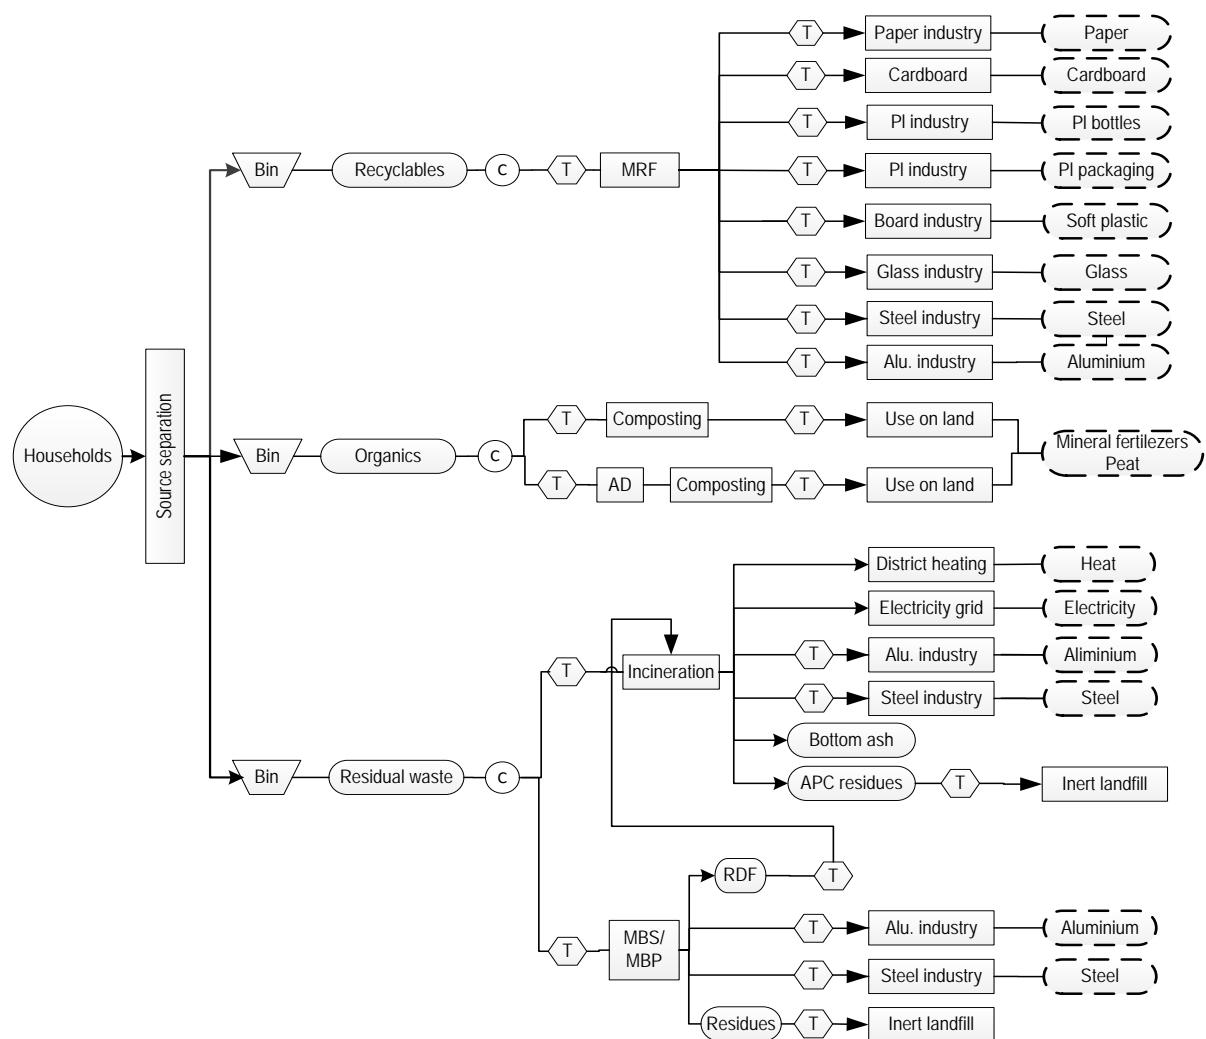 T
Paper industry
Paper
T
Cardboard
Cardboard
T
Pl industry
Pl bottles
Bin
Recyclables
C
T
MRF
T
Pl industry
Pl packaging
T
Board industry
Soft plastic
T
Glass industry
Glass
T
Steel industry
Steel
T
Alu. industry
Aluminium
Households
Source separation
Bin
Organics
C
T
Composting
T
Use on land
T
AD
Composting
T
Use on land
Mineral fertilezers
Peat
District heating
Heat
Electricity grid
Electricity
T
Incineration
T
Alu. industry
Aliminium
T
Steel industry
Steel
Bottom ash
Bin
Residual waste
C
APC residues
T
Inert landfill
RDF
T
T
MBS/
MBP
T
Alu. industry
Aluminium
T
Steel industry
Steel
Residues
T
Inert landfill